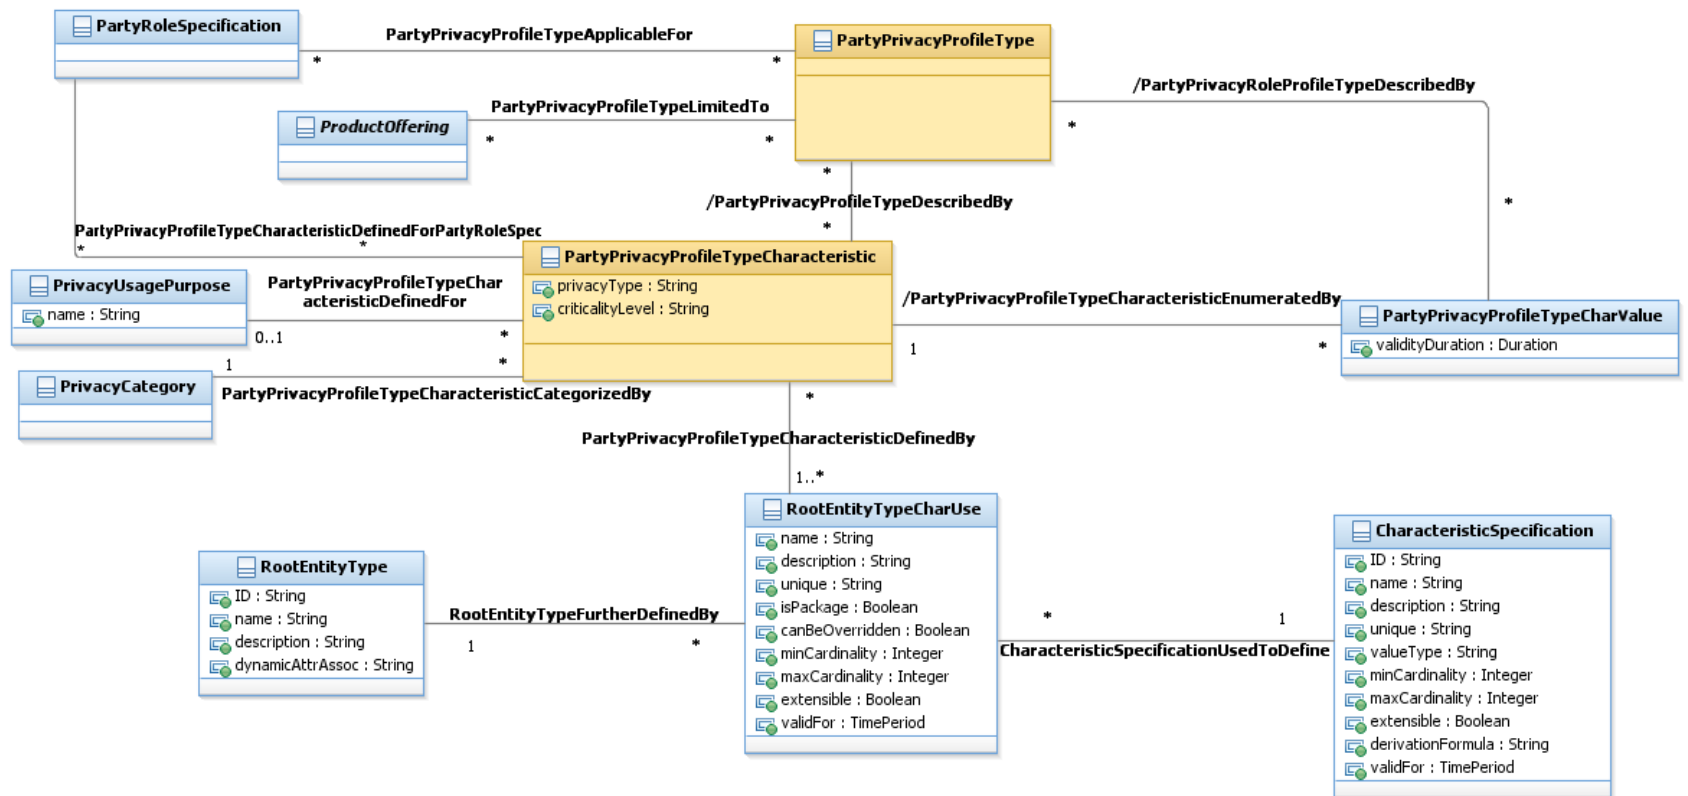 PartyRoleSpecification
PartyPrivacyProfileTypeApplicableFor
*
*
PartyPrivacyProfileType
/PartyPrivacyRoleProfileTypeDescribedBy
*
*
ProductOffering
PartyPrivacyProfileTypeLimitedTo
*
*
*
/PartyPrivacyProfileTypeDescribedBy
*
PartyPrivacyProfileTypeCharacteristicDefinedForPartyRoleSpec
*
*
PartyPrivacyProfileTypeCharacteristic
privacyType : String
criticalityLevel : String
PrivacyUsagePurpose
name : String
PartyPrivacyProfileTypeChar
acteristicDefinedFor
0..1
*
/PartyPrivacyProfileTypeCharacteristicEnumeratedBy
1
*
PartyPrivacyProfileTypeCharValue
validityDuration : Duration
PrivacyCategory
1
*
PartyPrivacyProfileTypeCharacteristicCategorizedBy
*
PartyPrivacyProfileTypeCharacteristicDefinedBy
1..*
RootEntityType
ID : String
name : String
description : String
dynamicAttrAssoc : String
RootEntityTypeFurtherDefinedBy
1
*
RootEntityTypeCharUse
name : String
description : String
unique : String
isPackage : Boolean
canBeOverridden : Boolean
minCardinality : Integer
maxCardinality : Integer
extensible : Boolean
validFor : TimePeriod
*
1
CharacteristicSpecificationUsedToDefine
CharacteristicSpecification
ID : String
name : String
description : String
unique : String
valueType : String
minCardinality : Integer
maxCardinality : Integer
extensible : Boolean
derivationFormula : String
validFor : TimePeriod